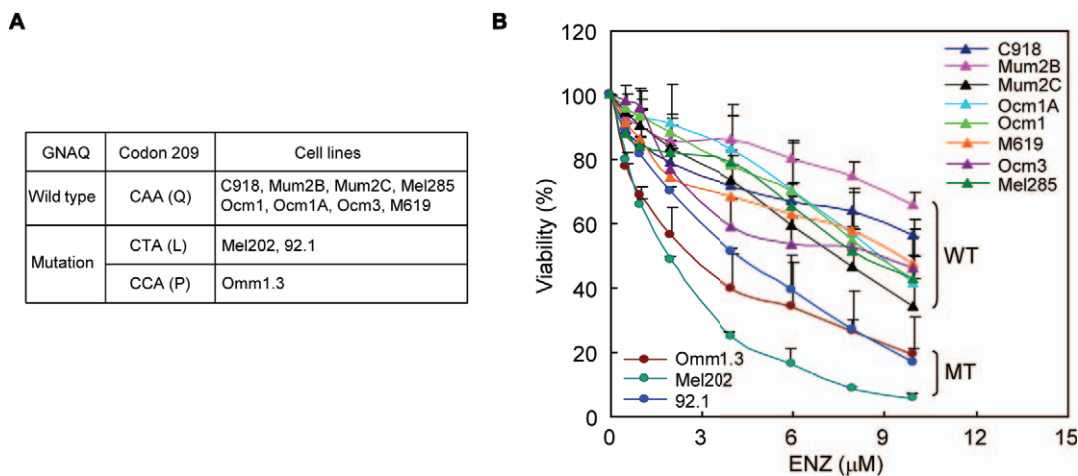 A
GNAQ Codon 209 Cell lines
Wild type CAA (Q) C918, Mum2B, Mum2C, Mel285
Ocm1, Ocm1A, Ocm3, M619
Mutation CTA (L) Mel202, 92.1
CCA (P) Omm1.3
B
C918
Mum2B
Mum2C
Ocm1A
Ocm1
M619
Ocm3
Mel285
WT
MT
Omm1.3
Mel202
92.1
Viability (%)
120
100
80
60
40
20
0
0 3 6 9 12 15
ENZ (μM)